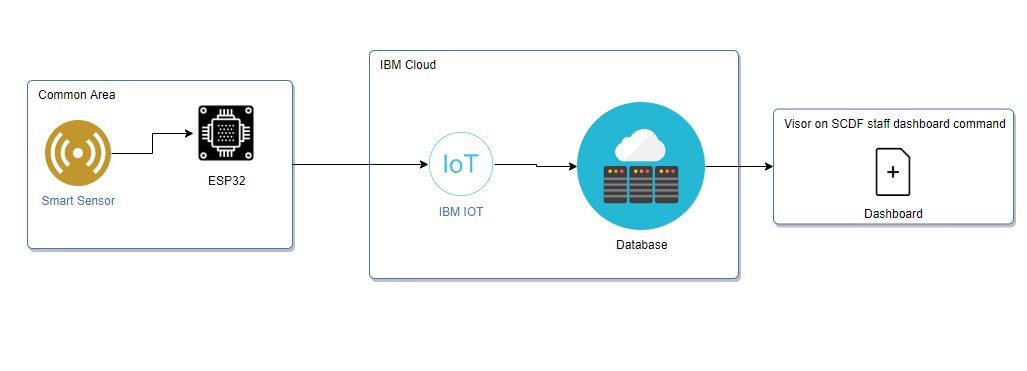 Common Area
Smart Sensor
ESP32
IBM Cloud
IoT
IBM IOT
Database
Visor on SCDF staff dashboard command
Dashboard